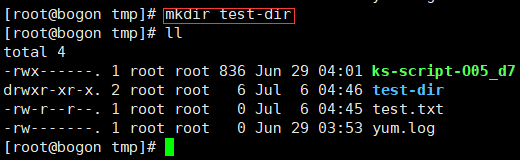 [root@bogon tmp]# mkdir test-dir
[root@bogon tmp]# ll
total 4
-rwx------. 1 root root 836 Jun 29 04:01 ks-script-O05_d7
drwxr-xr-x. 2 root root   6 Jul  6 04:46 test-dir
-rw-r--r--. 1 root root   0 Jul  6 04:45 test.txt
-rw-------. 1 root root   0 Jun 29 03:53 yum.log
[root@bogon tmp]#